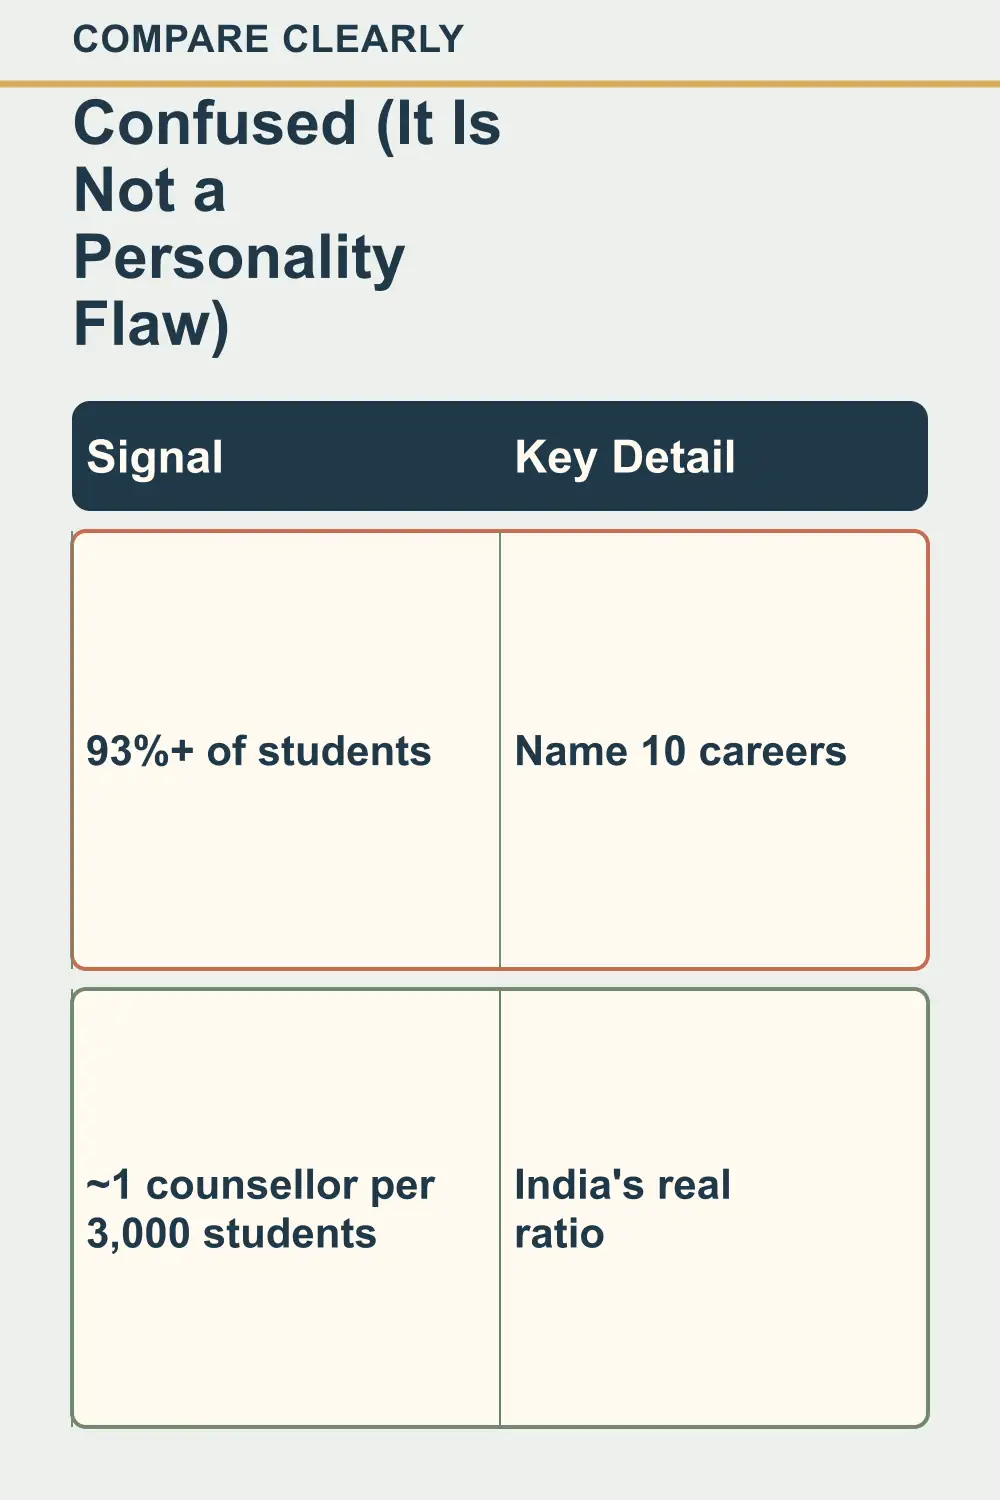 COMPARE CLEARLY
Confused (It Is
Not a
Personality
Flaw)
Signal
Key Detail
93%+ of students
Name 10 careers
~1 counsellor per
3,000 students
India's real
ratio